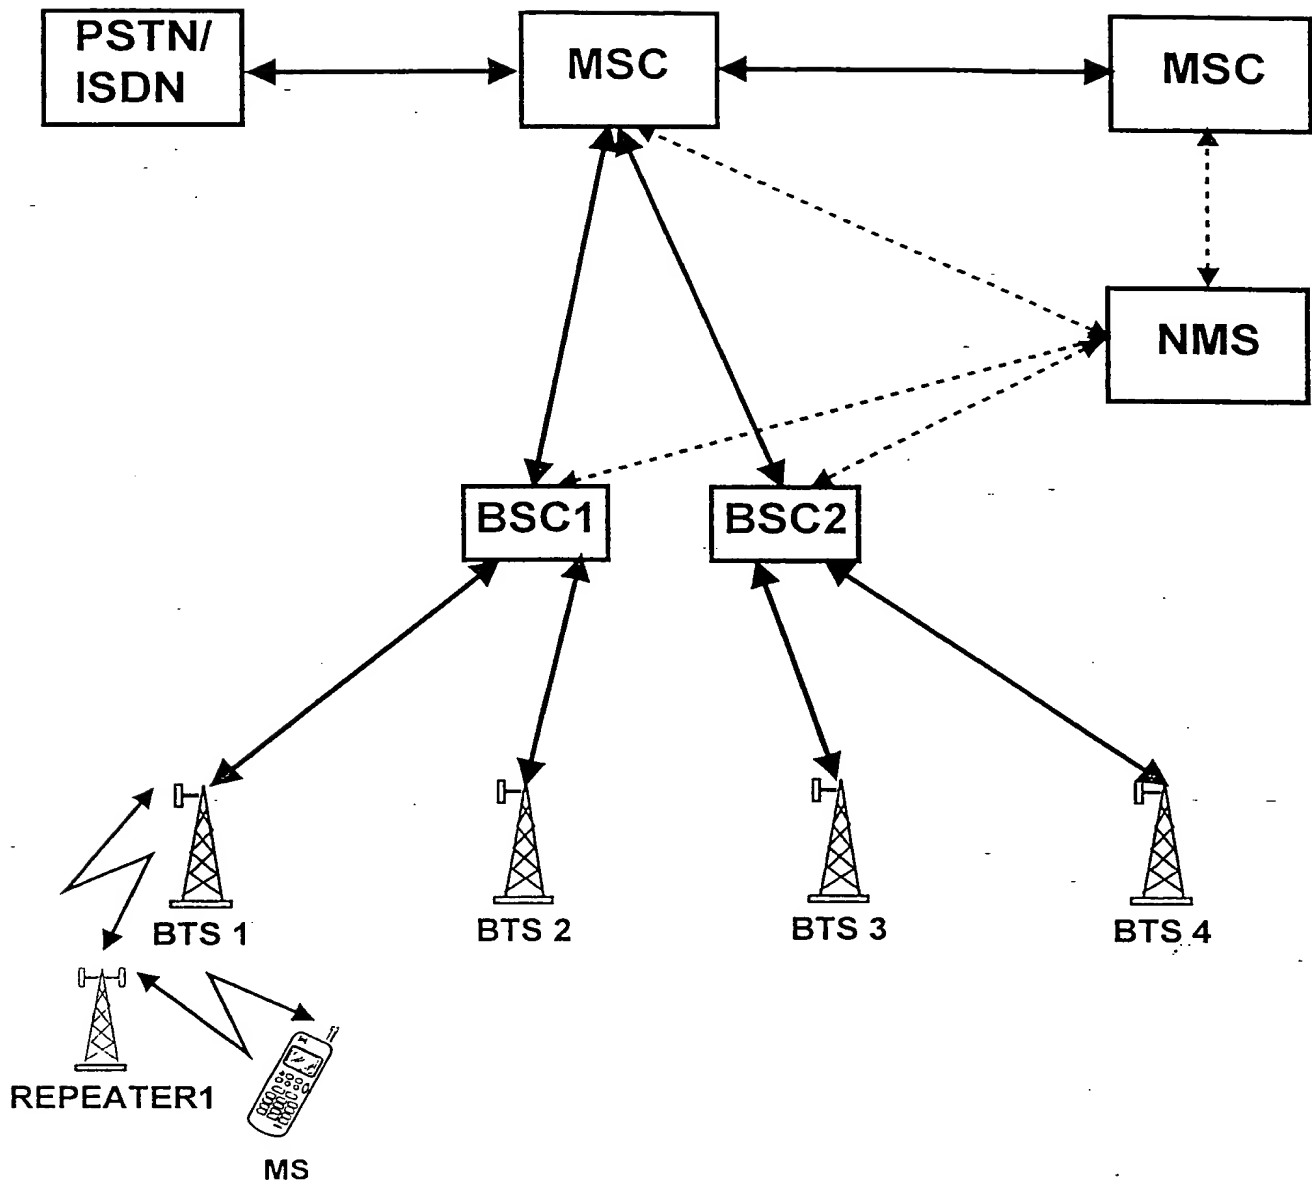 PSTN/
ISDN
MSC
MSC
NMS
BSC1
BSC2
BTS 1
BTS 2
BTS 3
BTS 4
REPEATER1
MS